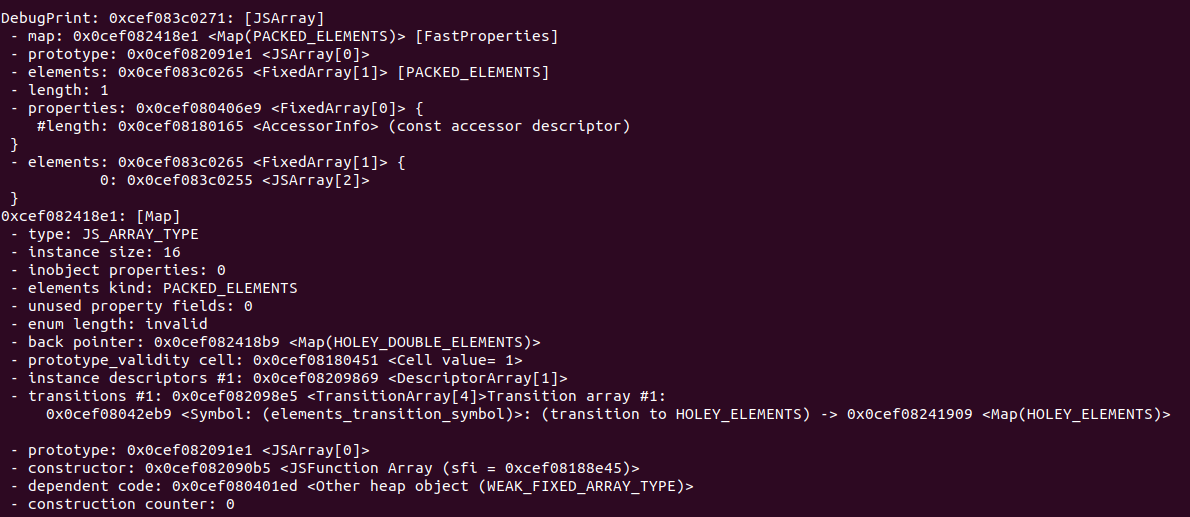 DebugPrint: 0xcef083c0271: [JSArray]
- map: 0x0cef082418e1 <Map(PACKED_ELEMENTS)> [FastProperties]
- prototype: 0x0cef082091e1 <JSArray[0]>
- elements: 0x0cef083c0265 <FixedArray[1]> [PACKED_ELEMENTS]
- length: 1
- properties: 0x0cef080406e9 <FixedArray[0]> {
#length: 0x0cef08180165 <AccessorInfo> (const accessor descriptor)
}
- elements: 0x0cef083c0265 <FixedArray[1]> {
0: 0x0cef083c0255 <JSArray[2]>
}
0xcef082418e1: [Map]
- type: JS_ARRAY_TYPE
- instance size: 16
- inobject properties: 0
- elements kind: PACKED_ELEMENTS
- unused property fields: 0
- enum length: invalid
- back pointer: 0x0cef082418b9 <Map(HOLEY_DOUBLE_ELEMENTS)>
- prototype_validity cell: 0x0cef08180451 <Cell value= 1>
- instance descriptors #1: 0x0cef08209869 <DescriptorArray[1]>
- transitions #1: 0x0cef082098e5 <TransitionArray[4]>Transition array #1:
0x0cef08042eb9 <Symbol: (elements_transition_symbol)>: (transition to HOLEY_ELEMENTS) -> 0x0cef08241909 <Map(HOLEY_ELEMENTS)>
- prototype: 0x0cef082091e1 <JSArray[0]>
- constructor: 0x0cef082090b5 <JSFunction Array (sfi = 0xcef08188e45)>
- dependent code: 0x0cef080401ed <Other heap object (WEAK_FIXED_ARRAY_TYPE)>
- construction counter: 0